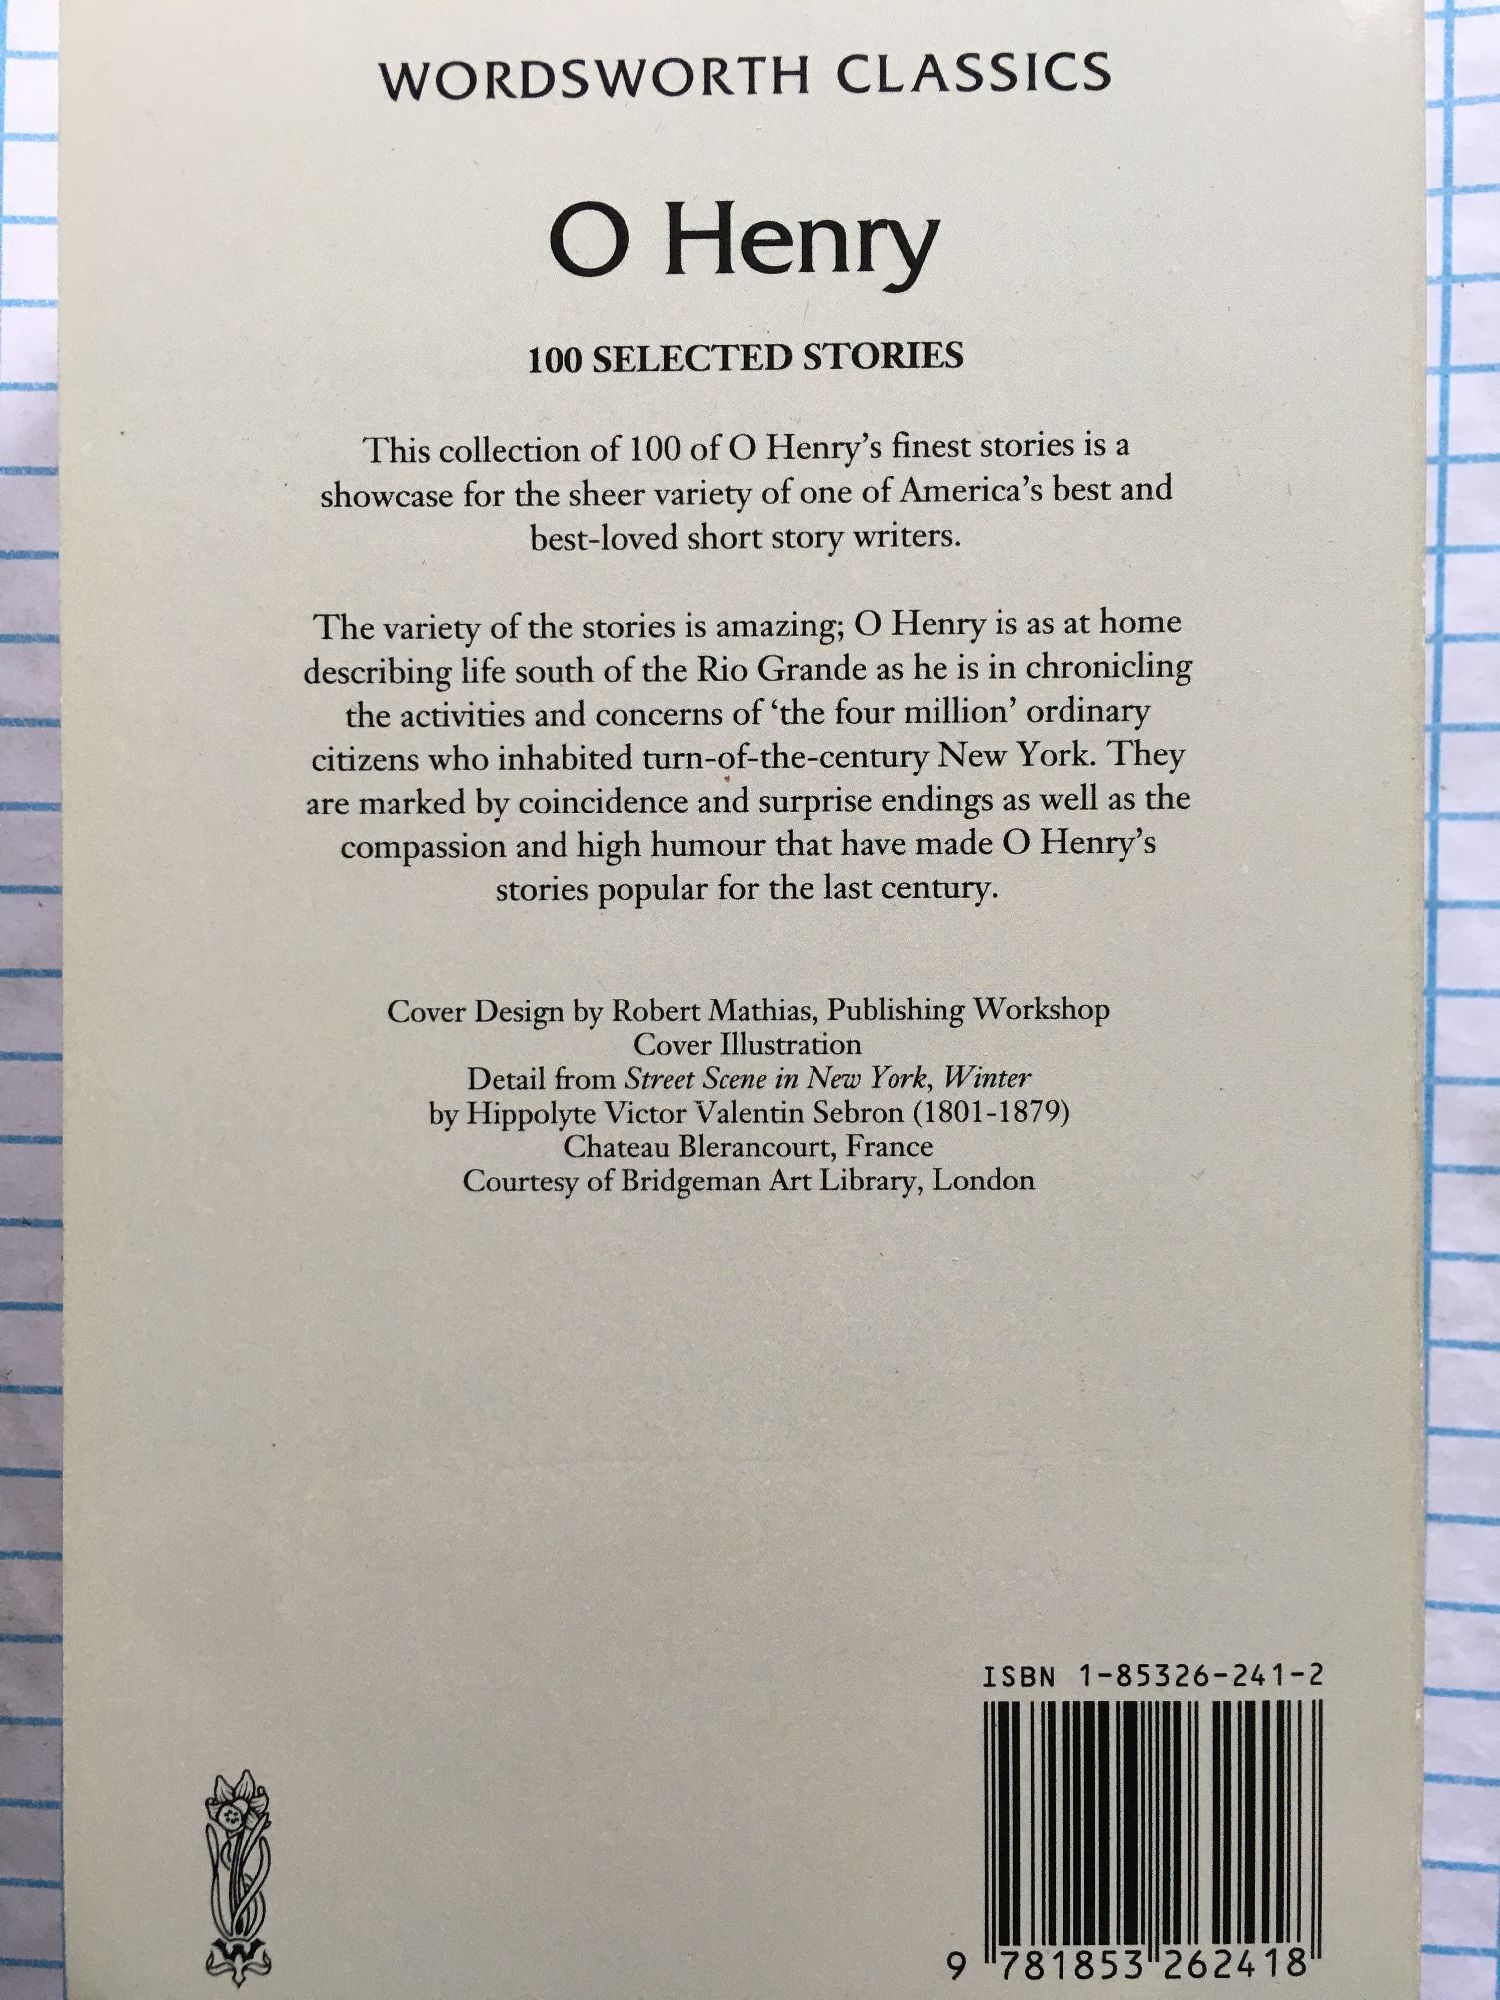 WORDSWORTH CLASSICS
O Henry
100 SELECTED STORIES
This collection of 100 of O Henry’s finest stories is a
showcase for the sheer variety of one of America’s best and
best-loved short story writers.
The variety of the stories is amazing; O Henry is as at home
describing life south of the Rio Grande as he is in chronicling
the activities and concerns of ‘the four million’ ordinary
citizens who inhabited turn-of-the-century New York. They
are marked by coincidence and surprise endings as well as the
compassion and high humour that have made O Henry’s
stories popular for the last century.
Cover Design by Robert Mathias, Publishing Workshop
Cover Illustration
Detail from Street Scene in New York, Winter
by Hippolyte Victor Valentin Sebron (1801-1879)
Chateau Blerancourt, France
Courtesy of Bridgeman Art Library, London
ISBN 1-85326-241-2
9 781853 262418
W